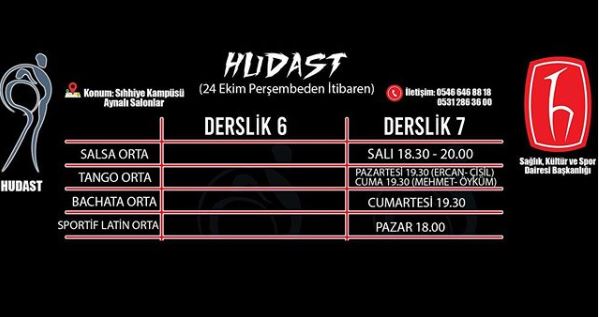 HUDAST
(24 Ekim Perşembeden İtibaren)
Konum: Sıhhiye Kampüsü
Aynalı Salonlar
İletişim: 0546 646 88 18
0531 286 36 00
DERSLİK 6 DERSLİK 7
SALSA ORTA SALI 18.30 - 20.00
TANGO ORTA PAZARTESİ 19.30 (ERCAN- ÇİSİL)
CUMA 19.30 (MEHMET- ÖYKÜM)
BACHATA ORTA CUMARTESİ 19.30
SPORTİF LATİN ORTA PAZAR 18.00
HUDAST
Sağlık, Kültür ve Spor
Dairesi Başkanlığı